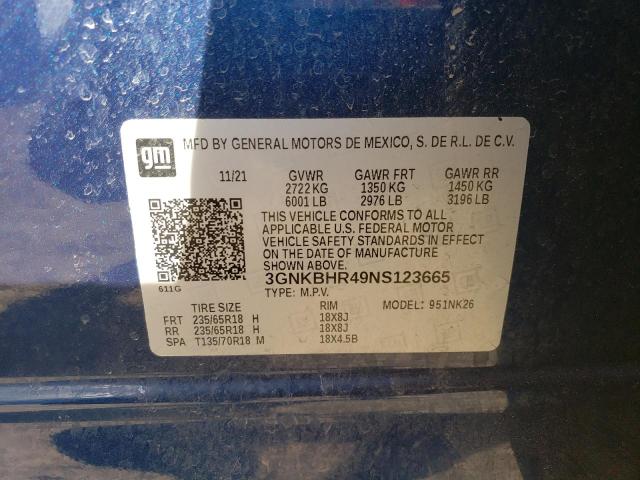 gm MFD BY GENERAL MOTORS DE MEXICO, S. DE R.L. DE C.V.
11/21 GVWR GAWR FRT GAWR RR
2722 KG 1350 KG 1450 KG
6001 LB 2976 LB 3196 LB
THIS VEHICLE CONFORMS TO ALL
APPLICABLE U.S. FEDERAL MOTOR
VEHICLE SAFETY STANDARDS IN EFFECT
ON THE DATE OF MANUFACTURE
SHOWN ABOVE.
611G 3GNKBHR49NS123665
TYPE: M.P.V.
TIRE SIZE RIM MODEL: 951NK26
FRT 235/65R18 H 18X8J
RR 235/65R18 H 18X8J
SPA T135/70R18 M 18X4.5B